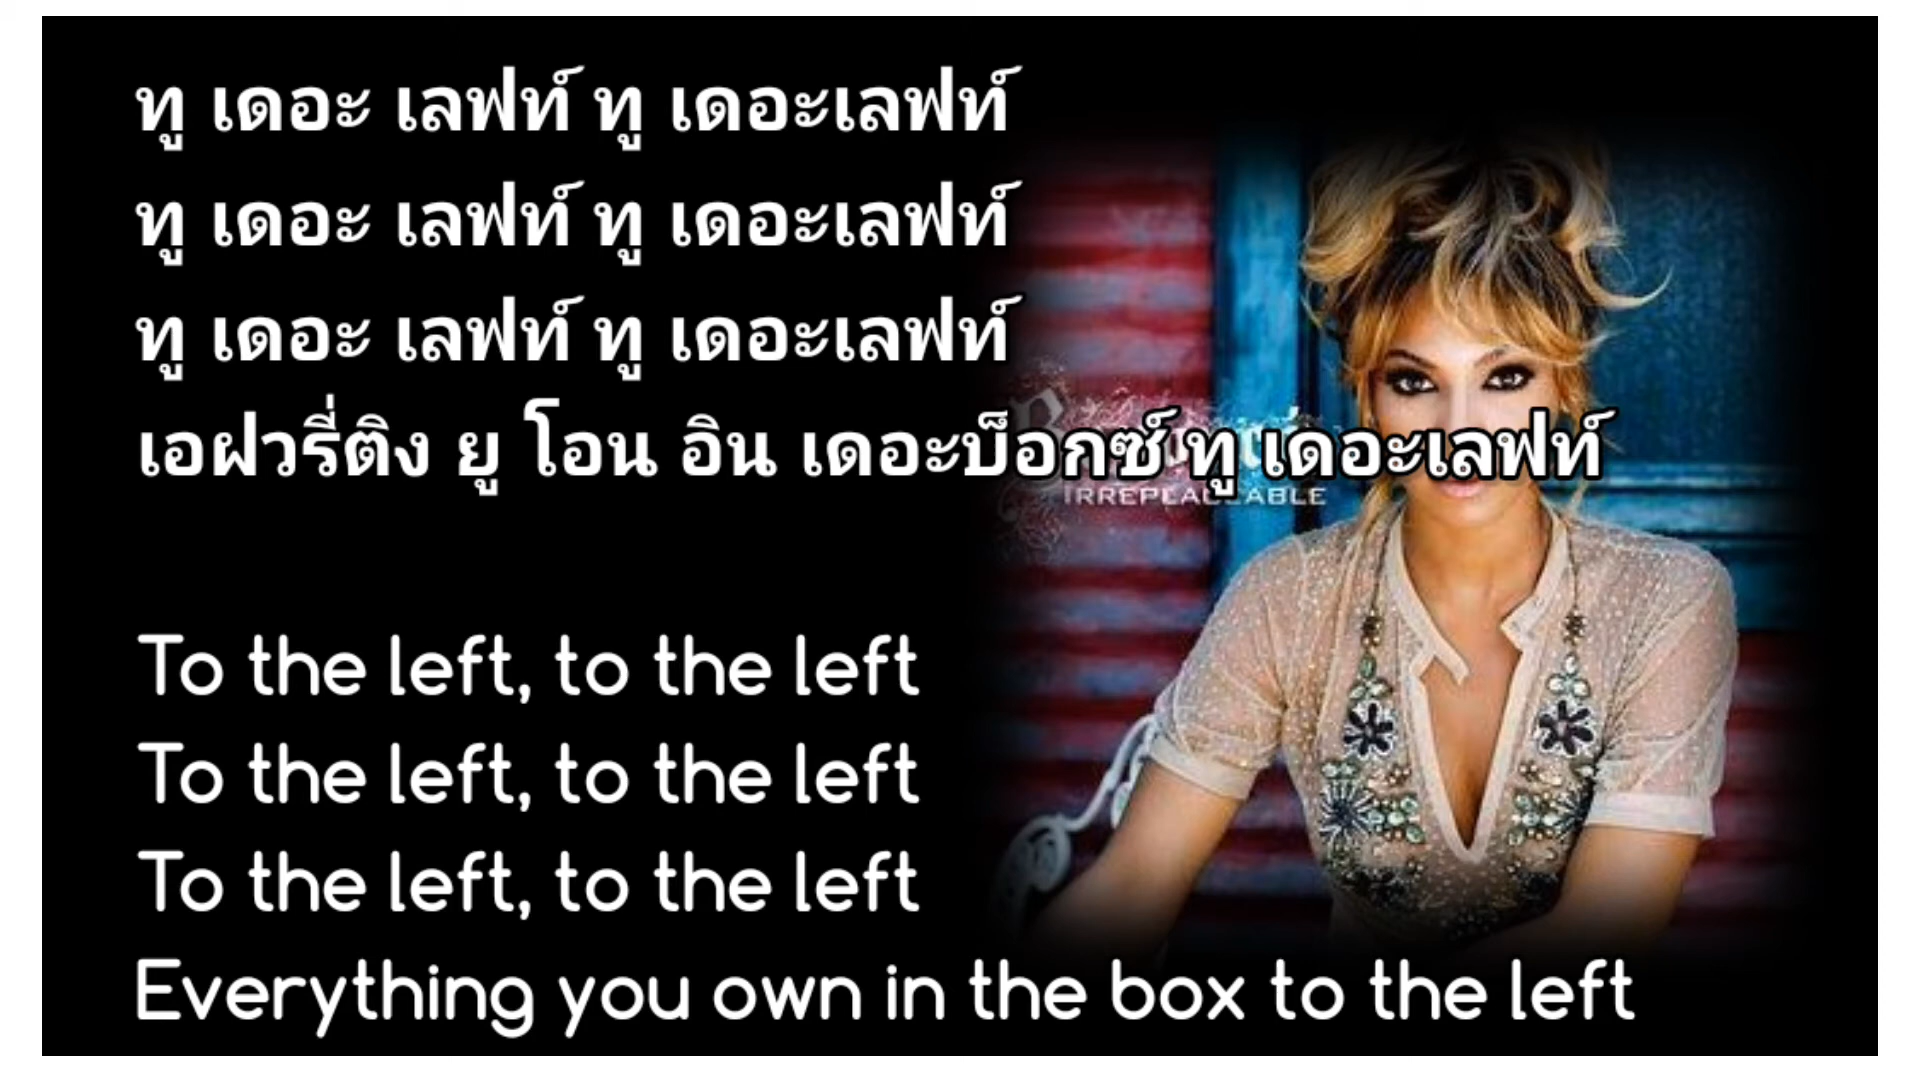 ทู เดอะ เลฟท์ ทู เดอะเลฟท์
ทู เดอะ เลฟท์ ทู เดอะเลฟท์
ทู เดอะ เลฟท์ ทู เดอะเลฟท์
เอฝวรี่ติง ยู โอน อิน เดอะบ็อกซ์ ทู เดอะเลฟท์
IRREPLACEABLE
To the left, to the left
To the left, to the left
To the left, to the left
Everything you own in the box to the left